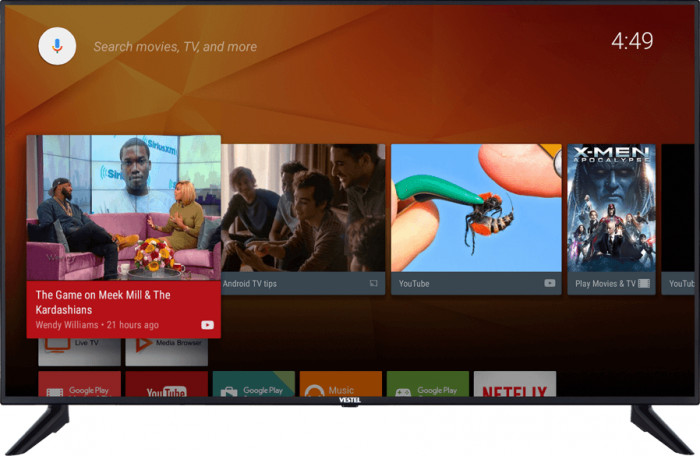 Search movies, TV, and more
4:49
SiriusXM
The Game on Meek Mill & The
Kardashians
Wendy Williams • 21 hours ago
Android TV tips
YouTube
X-MEN
APOCALYPSE
Play Movies & TV
YouTub
Live TV
Media Browser
Google Play
YouTube
Google Play
Music
Google Play
NETFLIX
VESTEL